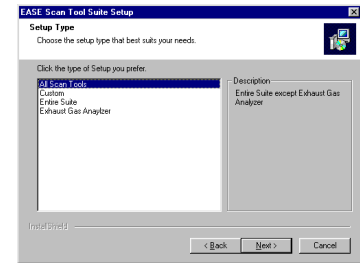 EASE Scan Tool Suite Setup
Setup Type
Choose the setup type that best suits your needs.
Click the type of Setup you prefer.
All Scan Tools
Custom
Entire Suite
Exhaust Gas Anaylzer
Description
Entire Suite except Exhaust Gas
Analyzer
InstallShield
< Back
Next >
Cancel